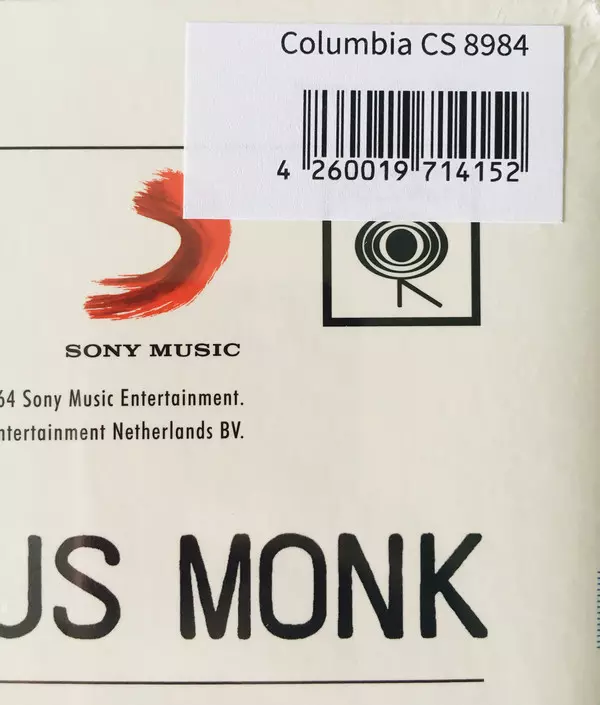 Columbia CS 8984
4 260019 714152
SONY MUSIC
64 Sony Music Entertainment.
ntertainment Netherlands BV.
US MONK